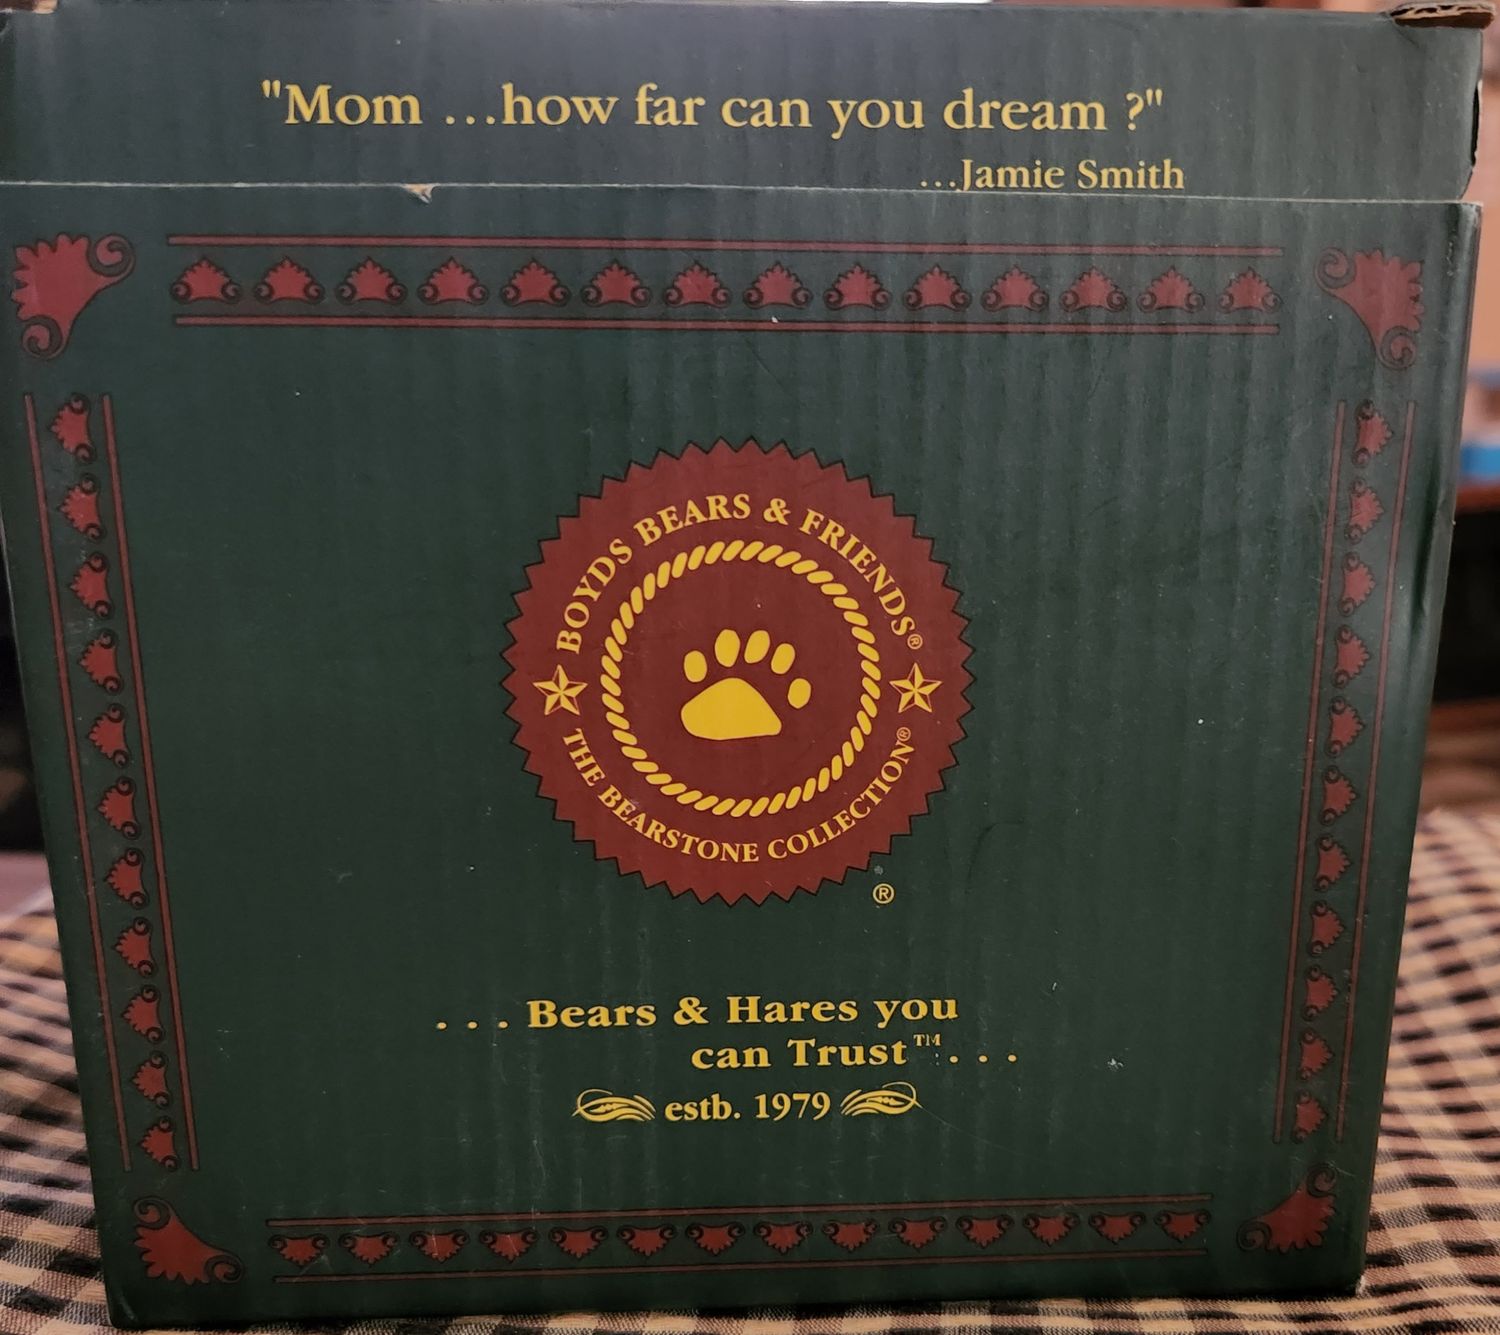 "Mom ...how far can you dream ?"
...Jamie Smith
BOYDS BEARS & FRIENDS®
THE BEARSTONE COLLECTION®
®
. . . Bears & Hares you
can Trust™. . .
estb. 1979